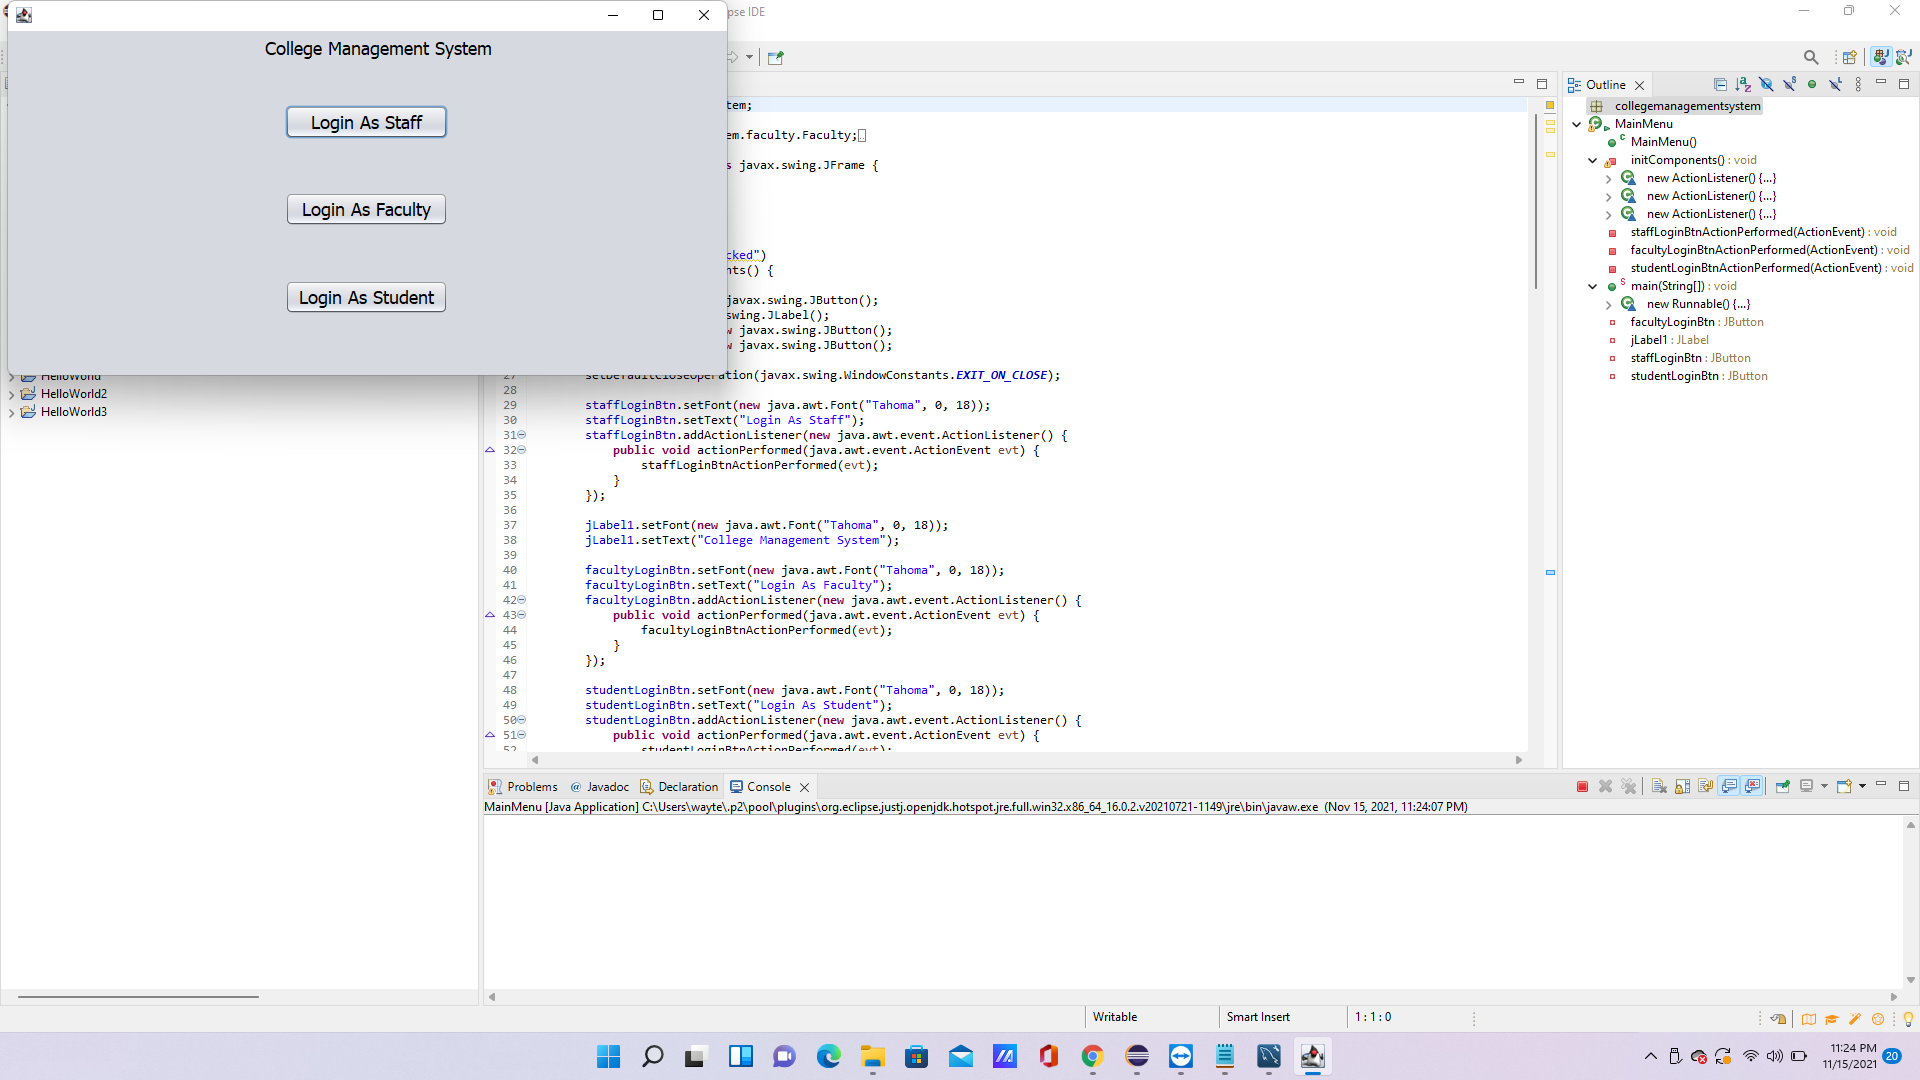 pse IDE
College Management System
Login As Staff
Login As Faculty
Login As Student
HelloWorld
HelloWorld2
HelloWorld3
tem;
em.faculty.Faculty;
s javax.swing.JFrame {
cked")
nts() {
javax.swing.JButton();
swing.JLabel();
w javax.swing.JButton();
w javax.swing.JButton();
27 setDefaultCloseOperation(javax.swing.WindowConstants.EXIT_ON_CLOSE);
28
29 staffLoginBtn.setFont(new java.awt.Font("Tahoma", 0, 18));
30 staffLoginBtn.setText("Login As Staff");
31 staffLoginBtn.addActionListener(new java.awt.event.ActionListener() {
32 public void actionPerformed(java.awt.event.ActionEvent evt) {
33 staffLoginBtnActionPerformed(evt);
34 }
35 });
36
37 jLabel1.setFont(new java.awt.Font("Tahoma", 0, 18));
38 jLabel1.setText("College Management System");
39
40 facultyLoginBtn.setFont(new java.awt.Font("Tahoma", 0, 18));
41 facultyLoginBtn.setText("Login As Faculty");
42 facultyLoginBtn.addActionListener(new java.awt.event.ActionListener() {
43 public void actionPerformed(java.awt.event.ActionEvent evt) {
44 facultyLoginBtnActionPerformed(evt);
45 }
46 });
47
48 studentLoginBtn.setFont(new java.awt.Font("Tahoma", 0, 18));
49 studentLoginBtn.setText("Login As Student");
50 studentLoginBtn.addActionListener(new java.awt.event.ActionListener() {
51 public void actionPerformed(java.awt.event.ActionEvent evt) {
52 studentLoginBtnActionPerformed(evt);
Outline
collegemanagementsystem
MainMenu
MainMenu()
initComponents() : void
new ActionListener() {...}
new ActionListener() {...}
new ActionListener() {...}
staffLoginBtnActionPerformed(ActionEvent) : void
facultyLoginBtnActionPerformed(ActionEvent) : void
studentLoginBtnActionPerformed(ActionEvent) : void
main(String[]) : void
new Runnable() {...}
facultyLoginBtn : JButton
jLabel1 : JLabel
staffLoginBtn : JButton
studentLoginBtn : JButton
Problems @ Javadoc Declaration Console
MainMenu [Java Application] C:\Users\wayte\.p2\pool\plugins\org.eclipse.justj.openjdk.hotspot.jre.full.win32.x86_64_16.0.2.v20210721-1149\jre\bin\javaw.exe (Nov 15, 2021, 11:24:07 PM)
Writable Smart Insert 1 : 1 : 0
11:24 PM
11/15/2021
20